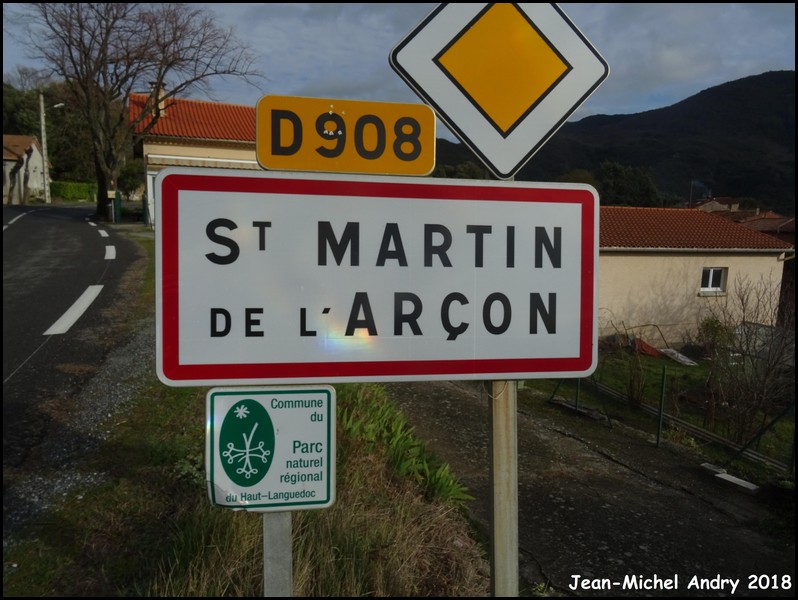 D908
ST MARTIN
DE L'ARÇON
Commune du
Parc
naturel
régional
du Haut-Languedoc
Jean-Michel Andry 2018